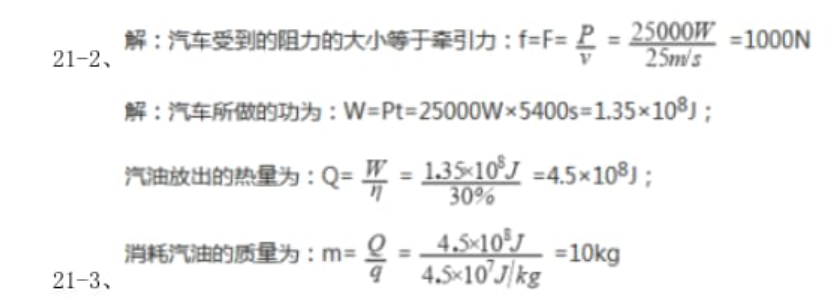 21-2、解：汽车受到的阻力的大小等于牵引力：f=F= P/v = 25000W/25m/s =1000N
解：汽车所做的功为：W=Pt=25000W×5400s=1.35×10⁸J；
汽油放出的热量为：Q= W/η = 1.35×10⁸J/30% =4.5×10⁸J；
21-3、消耗汽油的质量为：m= Q/q = 4.5×10⁸J/4.5×10⁷J/kg =10kg